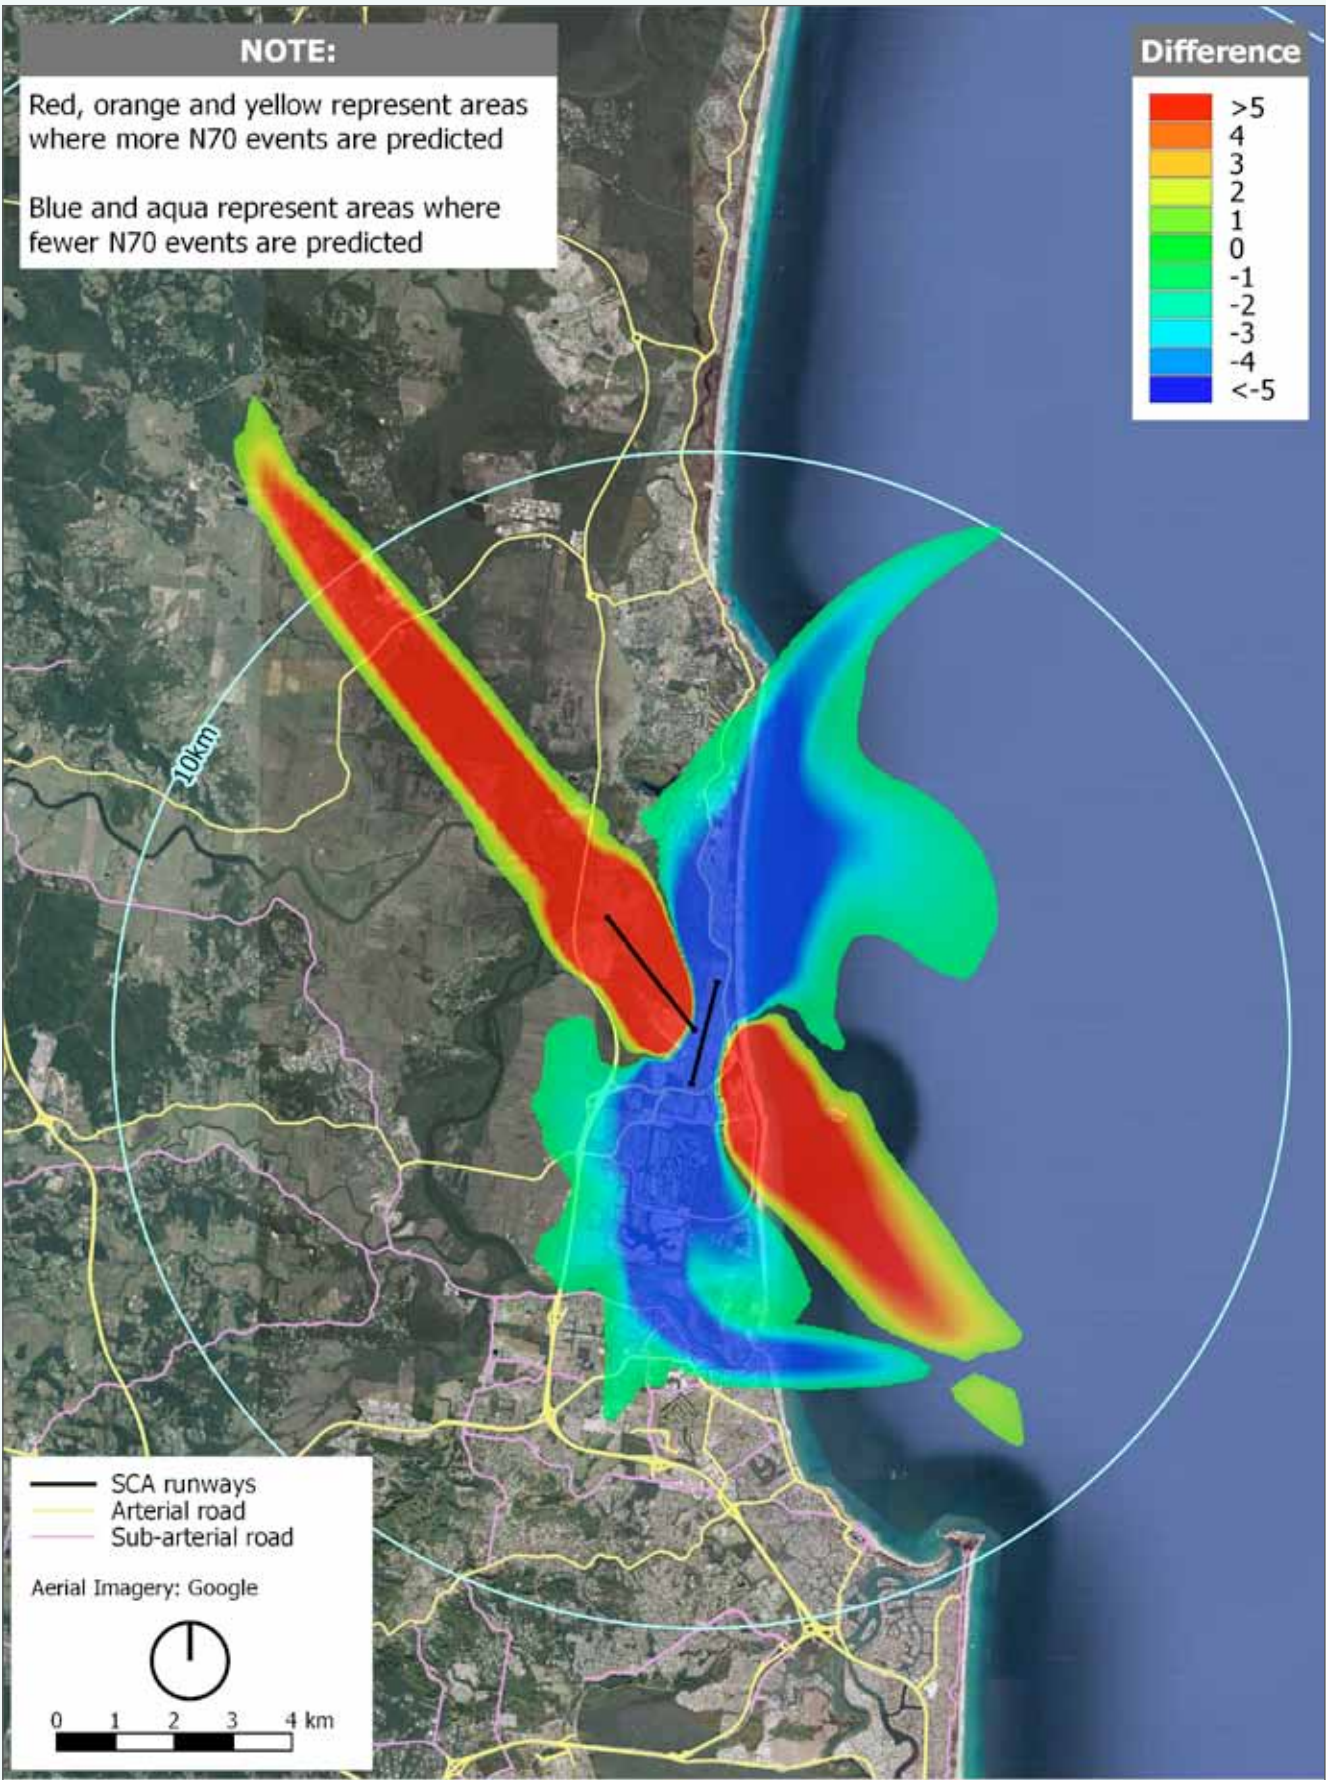 NOTE:
Red, orange and yellow represent areas
where more N70 events are predicted
Blue and aqua represent areas where
fewer N70 events are predicted
Difference
>5
4
3
2
1
0
-1
-2
-3
-4
<-5
10km
SCA runways
Arterial road
Sub-arterial road
Aerial Imagery: Google
0 1 2 3 4 km